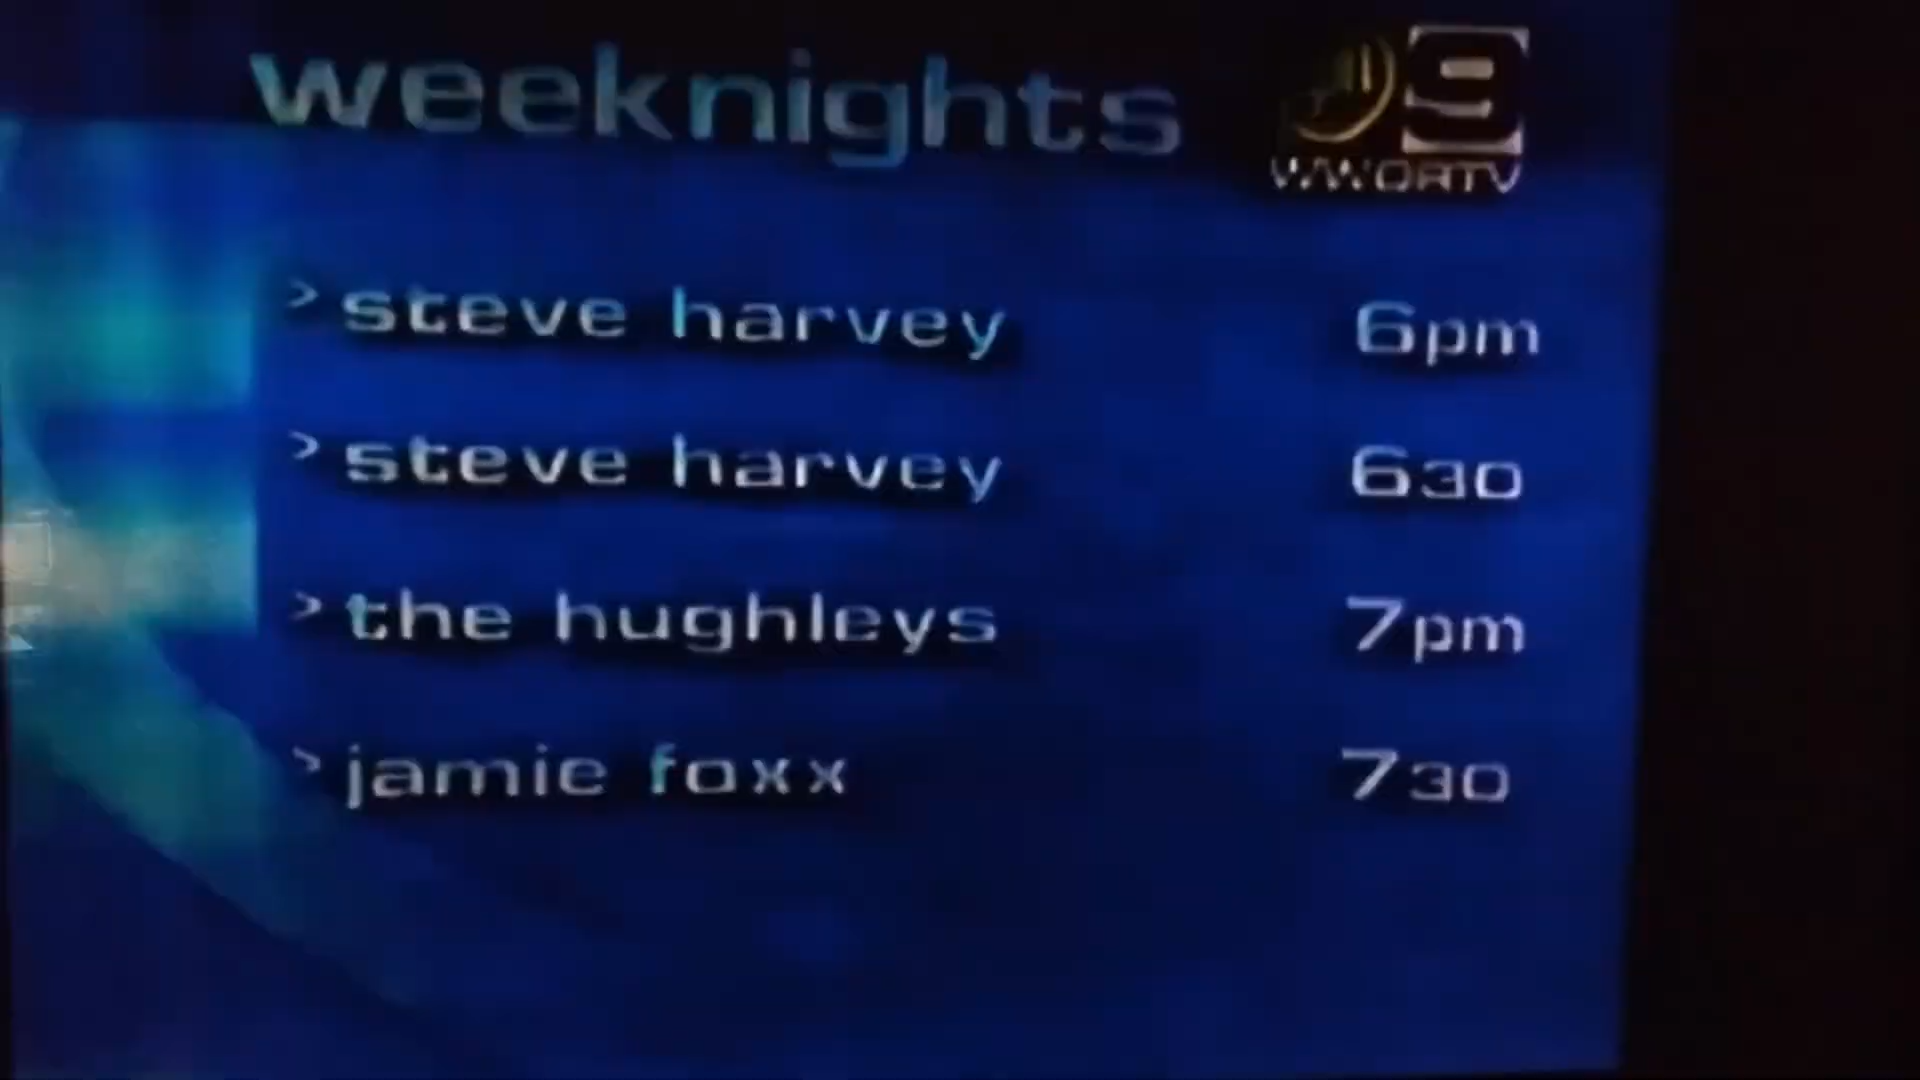 weeknights
9
WWORTV
> steve harvey 6pm
> steve harvey 630
> the hughleys 7pm
> jamie foxx 730